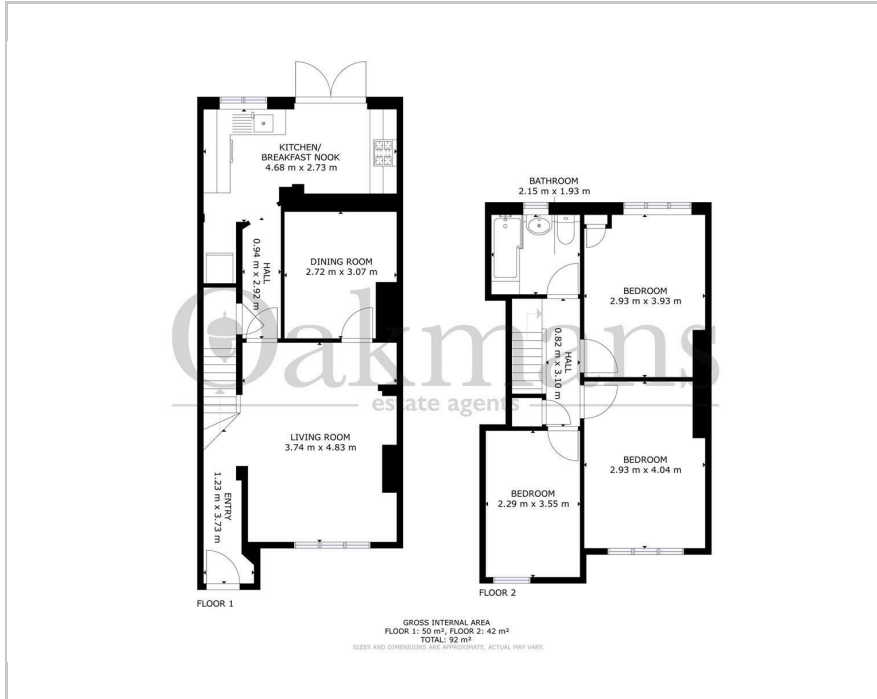 KITCHEN/
BREAKFAST NOOK
4.68 m x 2.73 m
HALL
0.94 m x 2.92 m
DINING ROOM
2.72 m x 3.07 m
LIVING ROOM
3.74 m x 4.83 m
ENTRY
1.23 m x 3.73 m
FLOOR 1
BATHROOM
2.15 m x 1.93 m
BEDROOM
2.93 m x 3.93 m
HALL
0.82 m x 3.10 m
BEDROOM
2.93 m x 4.04 m
BEDROOM
2.29 m x 3.55 m
FLOOR 2
Oakmans
estate agents
GROSS INTERNAL AREA
FLOOR 1: 50 m², FLOOR 2: 42 m²
TOTAL: 92 m²
SIZES AND DIMENSIONS ARE APPROXIMATE, ACTUAL MAY VARY.